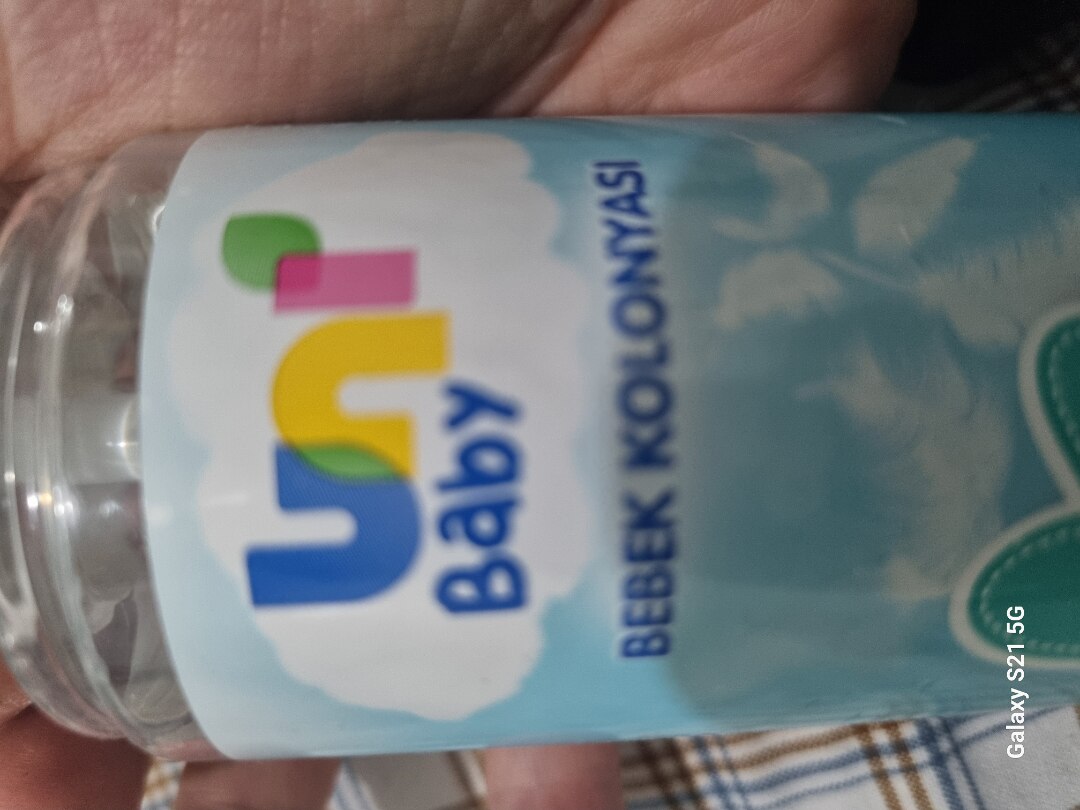 uni
Baby
BEBEK KOLONYASI
Galaxy S21 5G